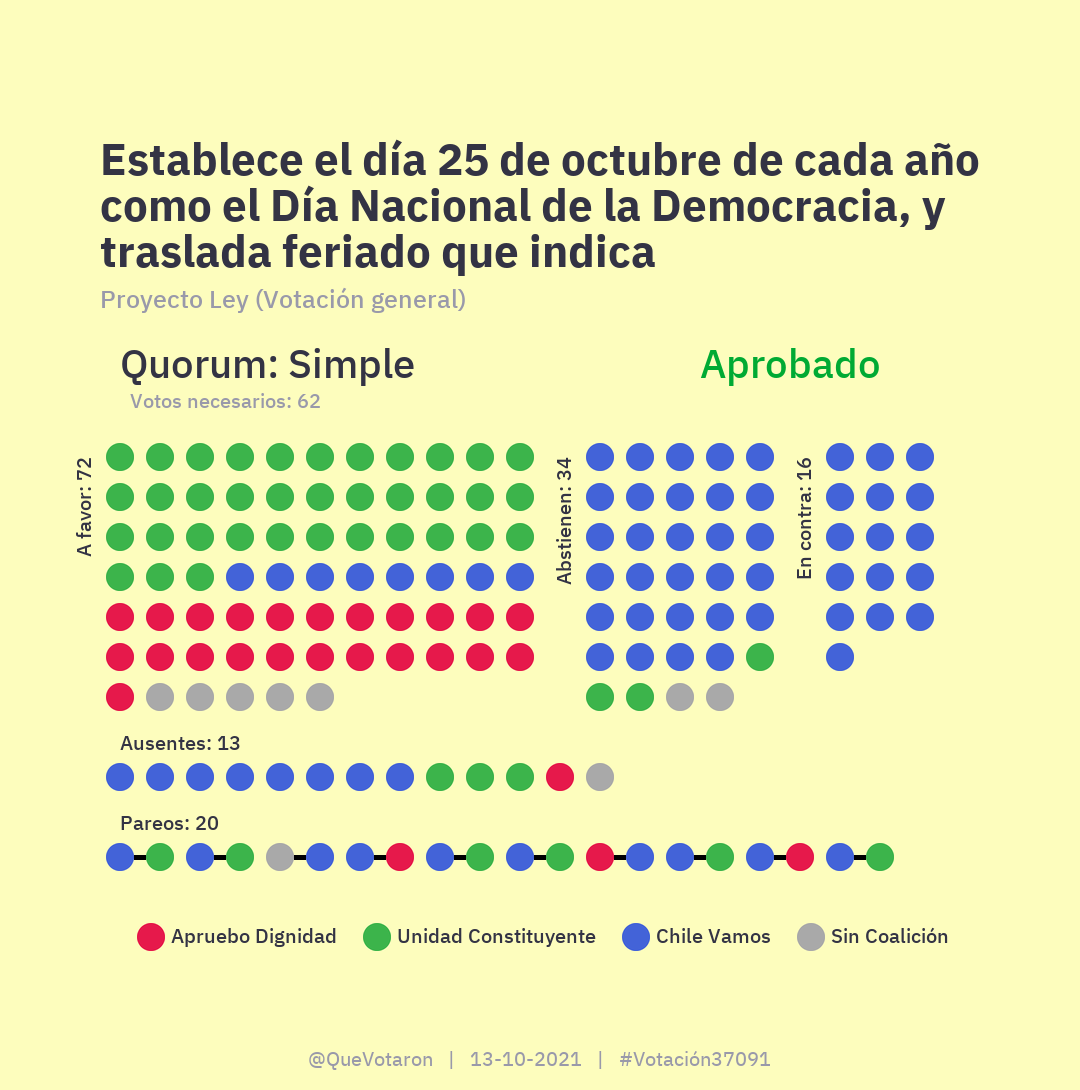 Establece el día 25 de octubre de cada año
como el Día Nacional de la Democracia, y
traslada feriado que indica
Proyecto Ley (Votación general)
Quorum: Simple
Aprobado
Votos necesarios: 62
A favor: 72
Abstienen: 34
En contra: 16
Ausentes: 13
Pareos: 20
Apruebo Dignidad
Unidad Constituyente
Chile Vamos
Sin Coalición
@QueVotaron | 13-10-2021 | #Votación37091